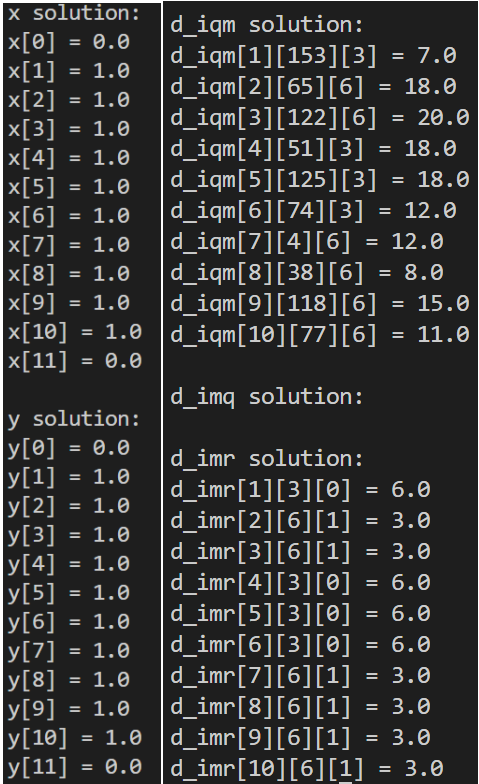 x solution:
x[0] = 0.0
x[1] = 1.0
x[2] = 1.0
x[3] = 1.0
x[4] = 1.0
x[5] = 1.0
x[6] = 1.0
x[7] = 1.0
x[8] = 1.0
x[9] = 1.0
x[10] = 1.0
x[11] = 0.0
y solution:
y[0] = 0.0
y[1] = 1.0
y[2] = 1.0
y[3] = 1.0
y[4] = 1.0
y[5] = 1.0
y[6] = 1.0
y[7] = 1.0
y[8] = 1.0
y[9] = 1.0
y[10] = 1.0
y[11] = 0.0
d_iqm solution:
d_iqm[1][153][3] = 7.0
d_iqm[2][65][6] = 18.0
d_iqm[3][122][6] = 20.0
d_iqm[4][51][3] = 18.0
d_iqm[5][125][3] = 18.0
d_iqm[6][74][3] = 12.0
d_iqm[7][4][6] = 12.0
d_iqm[8][38][6] = 8.0
d_iqm[9][118][6] = 15.0
d_iqm[10][77][6] = 11.0
d_imq solution:
d_imr solution:
d_imr[1][3][0] = 6.0
d_imr[2][6][1] = 3.0
d_imr[3][6][1] = 3.0
d_imr[4][3][0] = 6.0
d_imr[5][3][0] = 6.0
d_imr[6][3][0] = 6.0
d_imr[7][6][1] = 3.0
d_imr[8][6][1] = 3.0
d_imr[9][6][1] = 3.0
d_imr[10][6][1] = 3.0